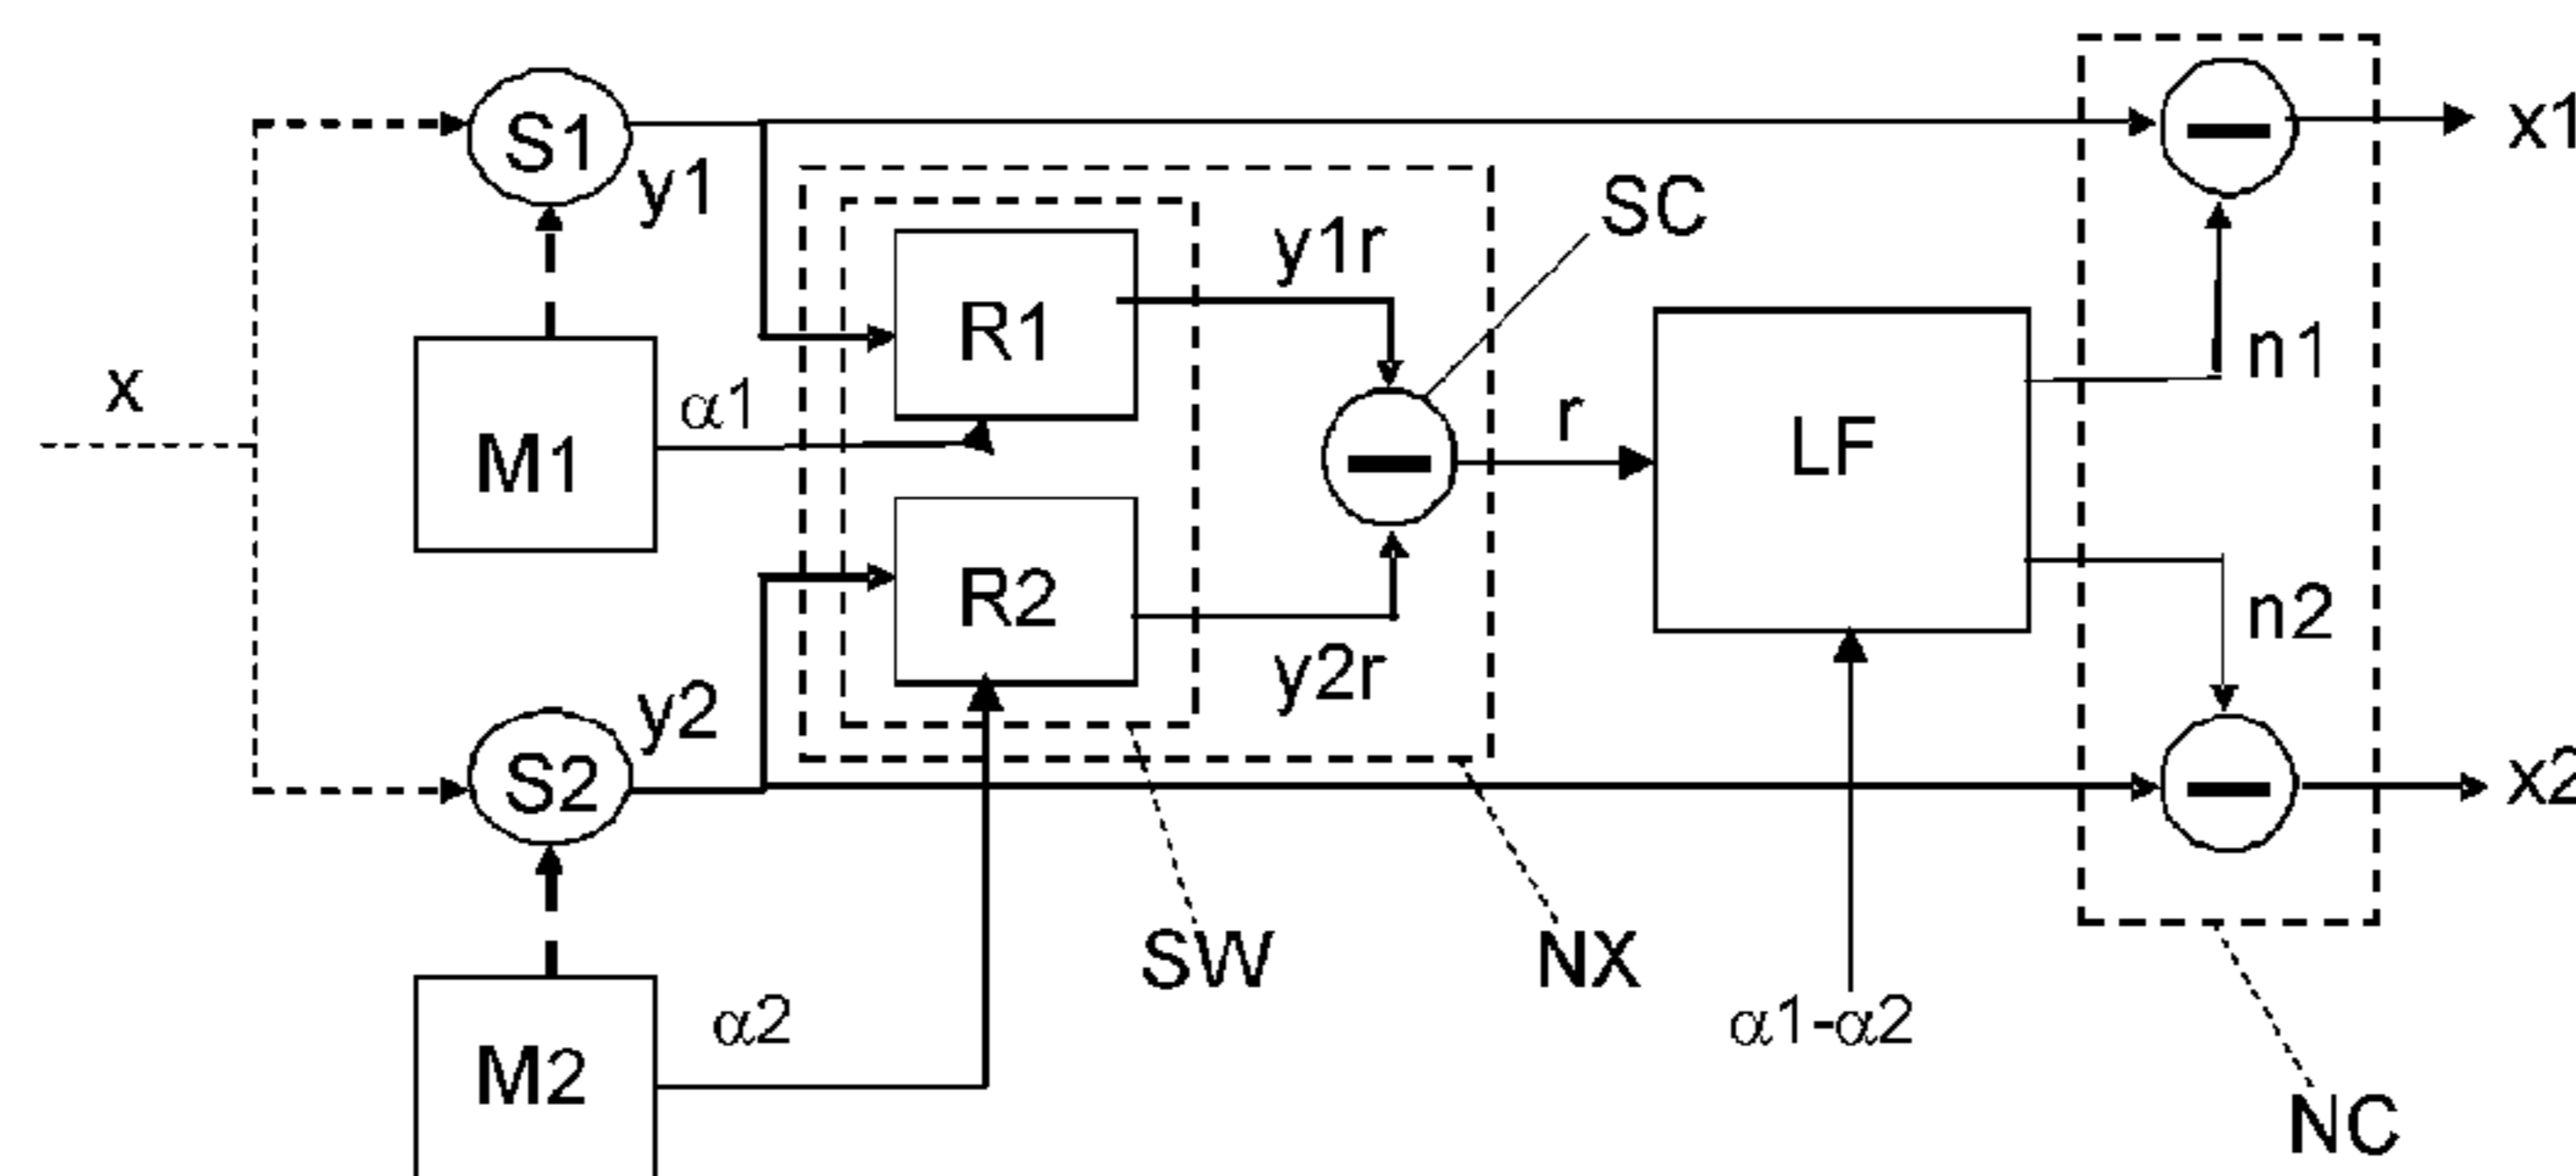 x1
S1
y1
SC
y1r
R1
n1
x
α1
r
LF
M1
R2
n2
y2r
y2
S2
x2
SW
NX
α2
α1-α2
M2
NC